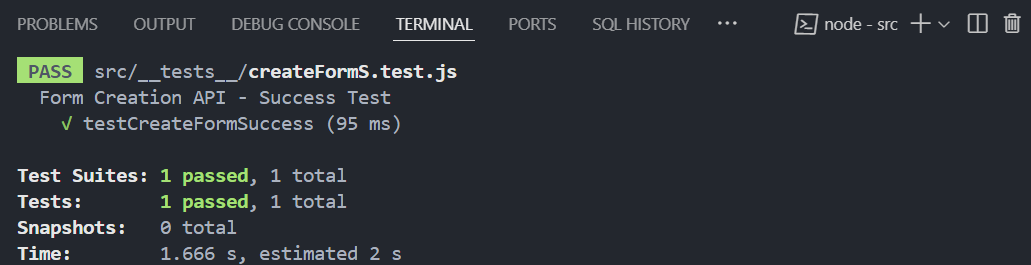 PROBLEMS OUTPUT DEBUG CONSOLE TERMINAL PORTS SQL HISTORY ··· node - src
PASS src/__tests__/createFormS.test.js
Form Creation API - Success Test
√ testCreateFormSuccess (95 ms)
Test Suites: 1 passed, 1 total
Tests: 1 passed, 1 total
Snapshots: 0 total
Time: 1.666 s, estimated 2 s